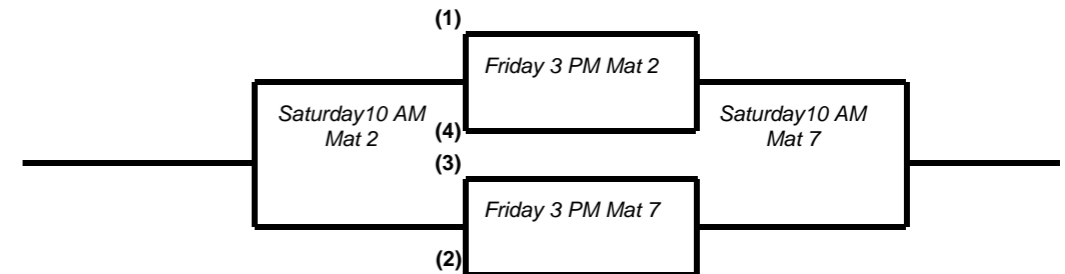 (1)
Friday 3 PM Mat 2
Saturday10 AM
Mat 2
(4)
Saturday10 AM
Mat 7
(3)
Friday 3 PM Mat 7
(2)